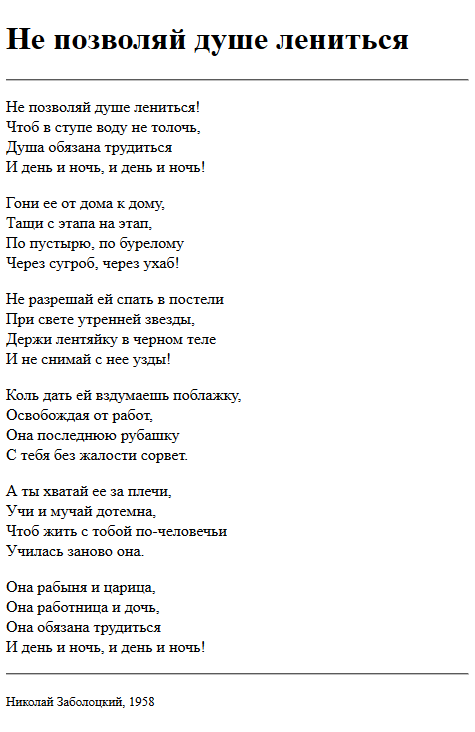 Не позволяй душе лениться
Не позволяй душе лениться!
Чтоб в ступе воду не толочь,
Душа обязана трудиться
И день и ночь, и день и ночь!
Гони ее от дома к дому,
Тащи с этапа на этап,
По пустырю, по бурелому
Через сугроб, через ухаб!
Не разрешай ей спать в постели
При свете утренней звезды,
Держи лентяйку в черном теле
И не снимай с нее узды!
Коль дать ей вздумаешь поблажку,
Освобождая от работ,
Она последнюю рубашку
С тебя без жалости сорвет.
А ты хватай ее за плечи,
Учи и мучай дотемна,
Чтоб жить с тобой по-человечьи
Училась заново она.
Она рабыня и царица,
Она работница и дочь,
Она обязана трудиться
И день и ночь, и день и ночь!
Николай Заболоцкий, 1958